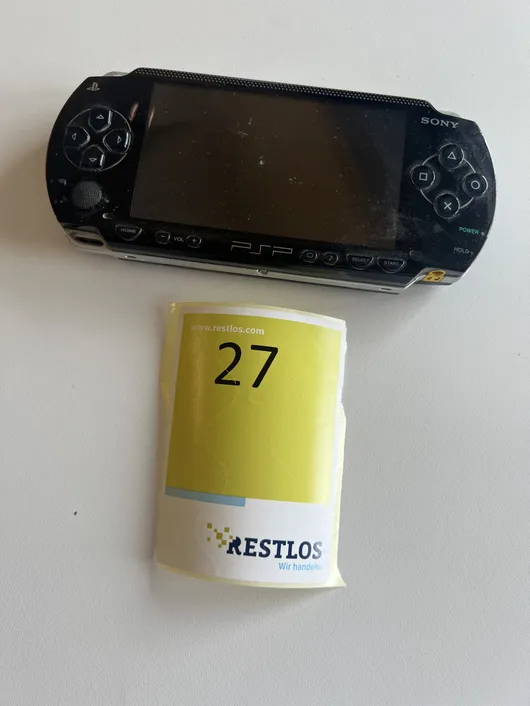 SONY
POWER
HOLD
HOME
VOL
PSP
SELECT
START
www.restlos.com
27
RESTLOS
Wir handeln